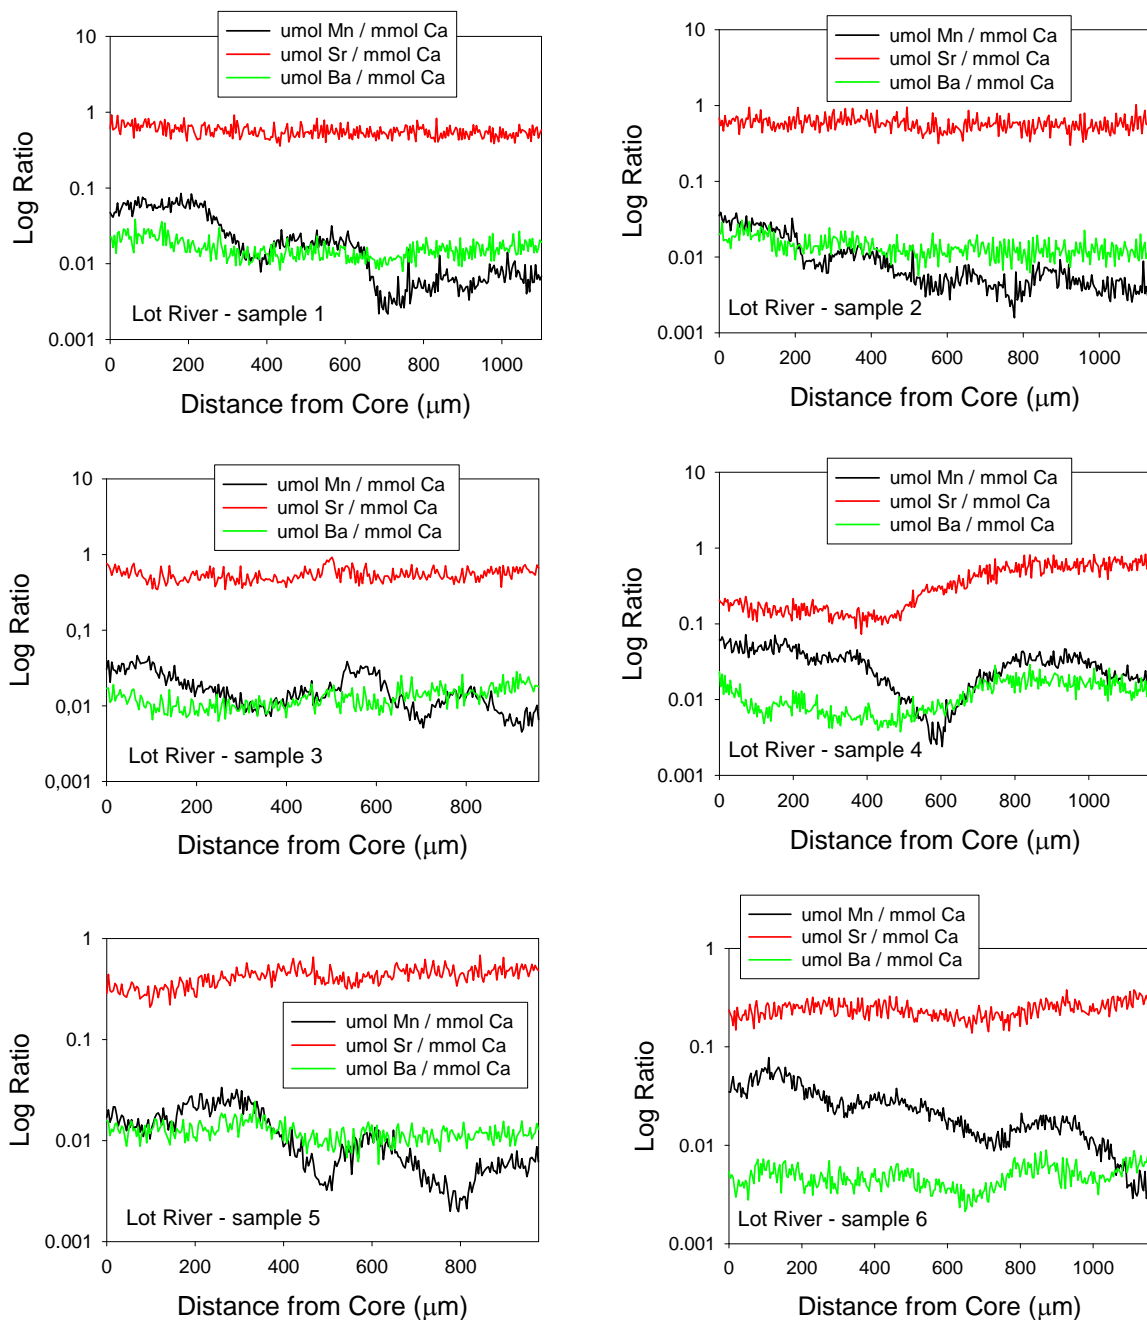 umol Mn / mmol Ca
umol Sr / mmol Ca
umol Ba / mmol Ca
10
1
0.1
0.01
0.001
Log Ratio
Lot River - sample 1
0 200 400 600 800 1000
Distance from Core (μm)
umol Mn / mmol Ca
umol Sr / mmol Ca
umol Ba / mmol Ca
10
1
0.1
0.01
0.001
Log Ratio
Lot River - sample 2
0 200 400 600 800 1000
Distance from Core (μm)
umol Mn / mmol Ca
umol Sr / mmol Ca
umol Ba / mmol Ca
10
1
0.1
0,01
0,001
Log Ratio
Lot River - sample 3
0 200 400 600 800
Distance from Core (μm)
umol Mn / mmol Ca
umol Sr / mmol Ca
umol Ba / mmol Ca
10
1
0.1
0.01
0.001
Log Ratio
Lot River - sample 4
0 200 400 600 800 1000
Distance from Core (μm)
1
0.1
0.01
0.001
Log Ratio
umol Mn / mmol Ca
umol Sr / mmol Ca
umol Ba / mmol Ca
Lot River - sample 5
0 200 400 600 800
Distance from Core (μm)
umol Mn / mmol Ca
umol Sr / mmol Ca
umol Ba / mmol Ca
1
0.1
0.01
0.001
Log Ratio
Lot River - sample 6
0 200 400 600 800 1000
Distance from Core (μm)